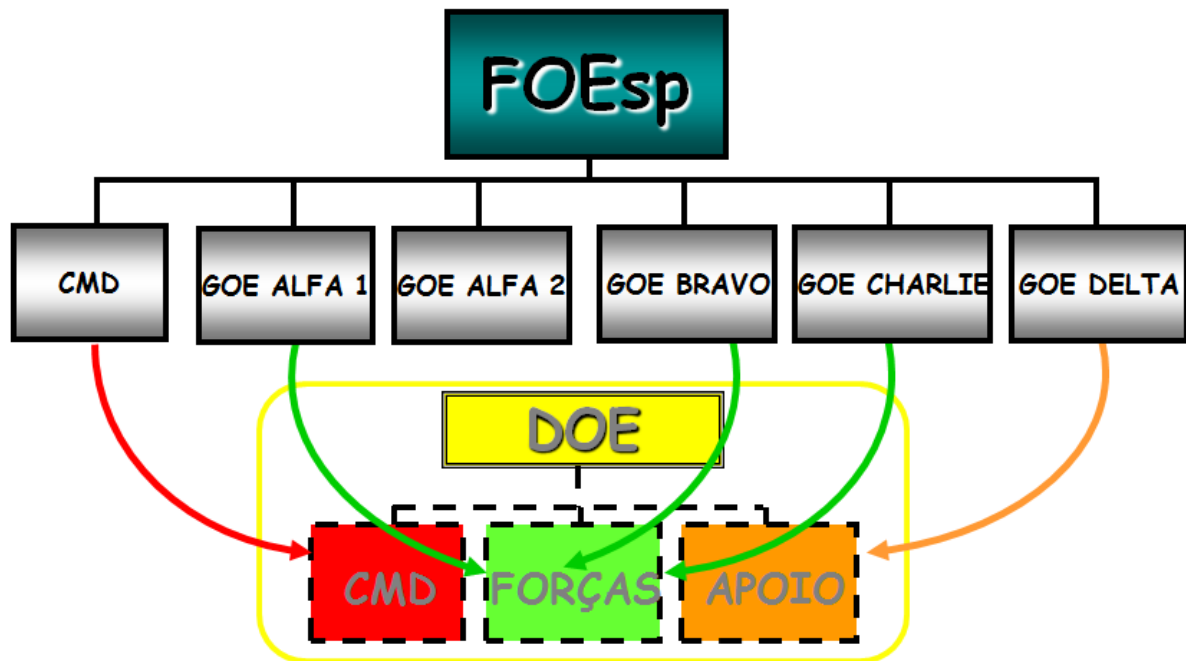 FOEsp
CMD
GOE ALFA 1
GOE ALFA 2
GOE BRAVO
GOE CHARLIE
GOE DELTA
DOE
CMD
FORÇAS
APOIO